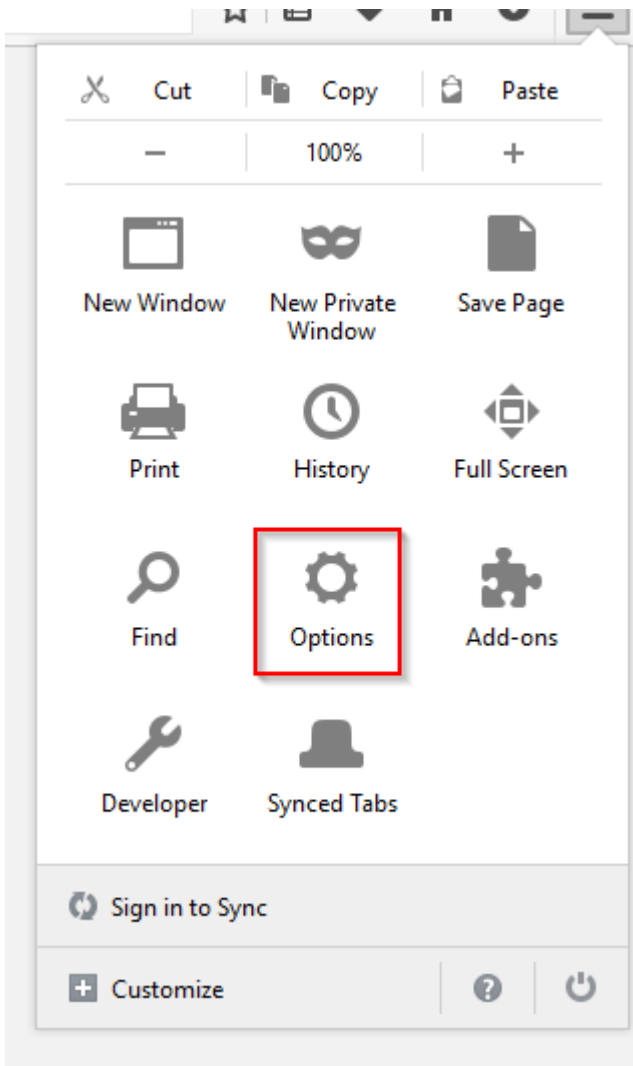 Cut Copy Paste
− 100% +
New Window New Private Window Save Page
Print History Full Screen
Find Options Add-ons
Developer Synced Tabs
Sign in to Sync
Customize